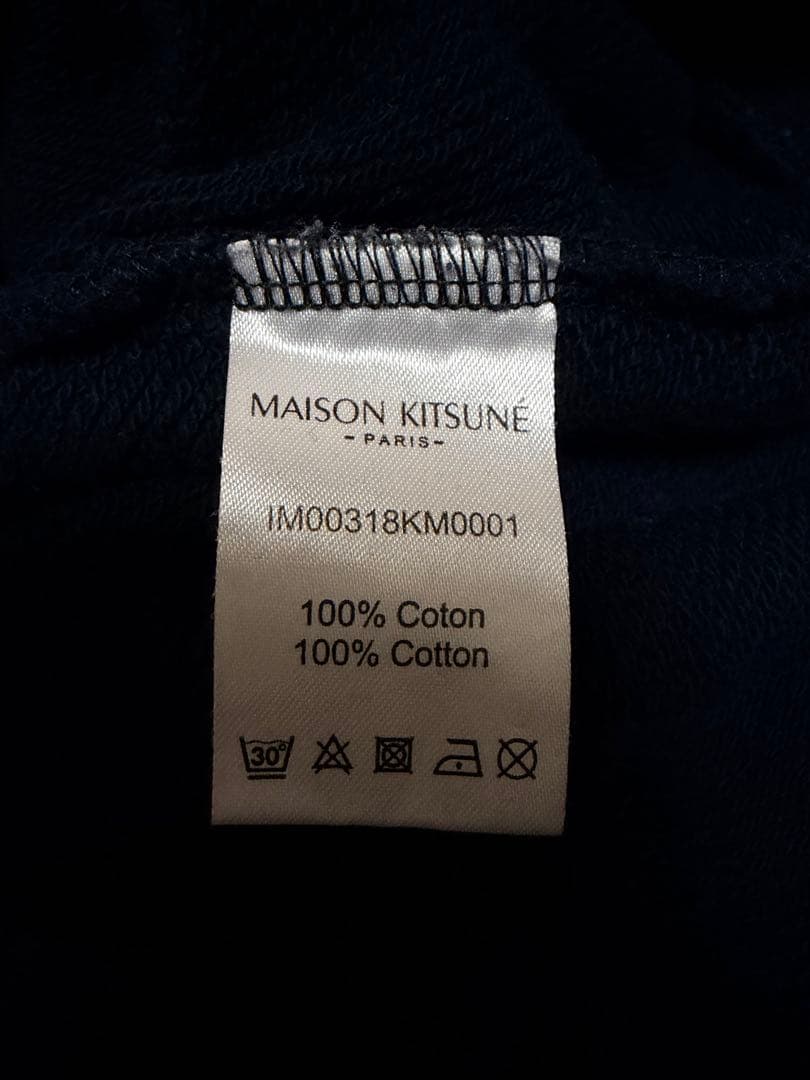 MAISON KITSUNÉ
-PARIS-
IM00318KM0001
100% Coton
100% Cotton
30°